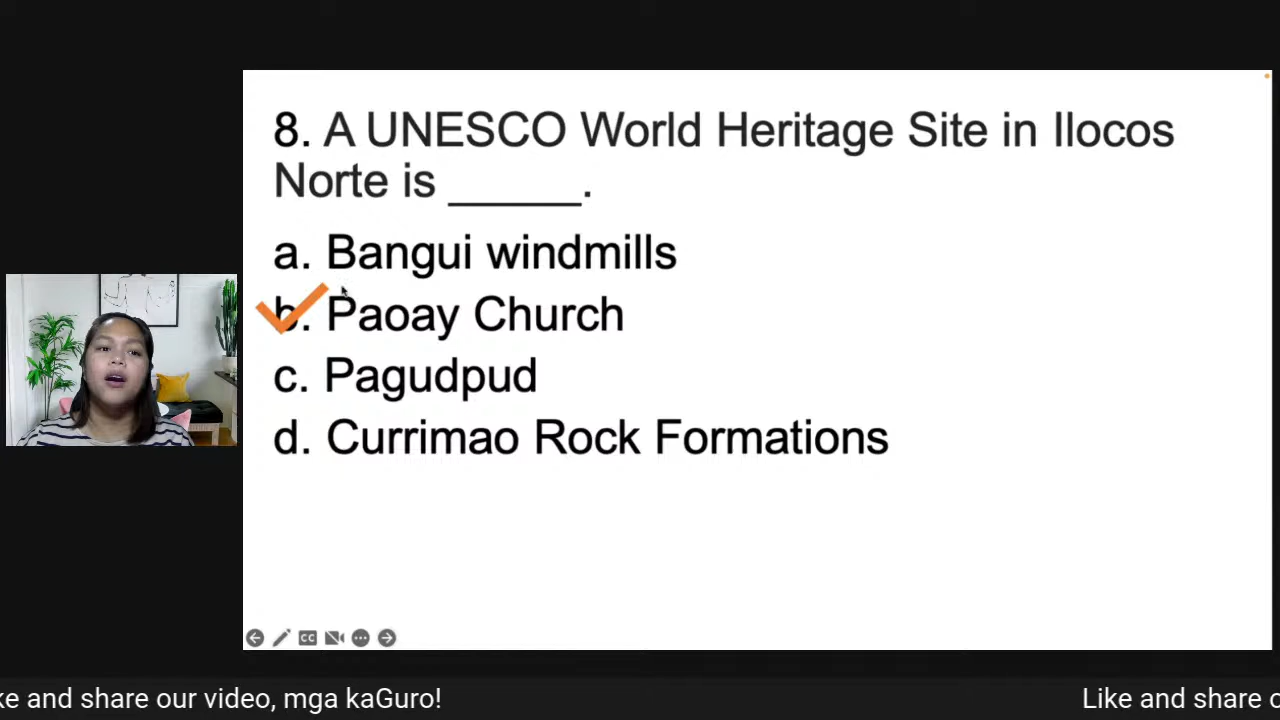 8. A UNESCO World Heritage Site in Ilocos
Norte is ______.
a. Bangui windmills
b. Paoay Church
c. Pagudpud
d. Currimao Rock Formations
CC
ke and share our video, mga kaGuro!
Like and share o